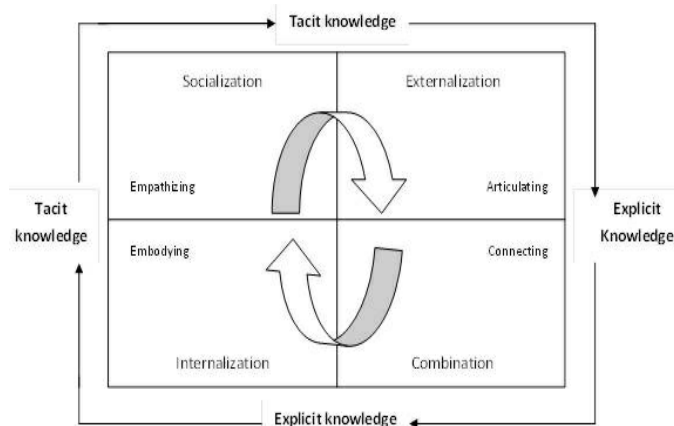 Tacit knowledge
Socialization
Externalization
Empathizing
Articulating
Tacit
knowledge
Explicit
Knowledge
Embodying
Connecting
Internalization
Combination
Explicit knowledge